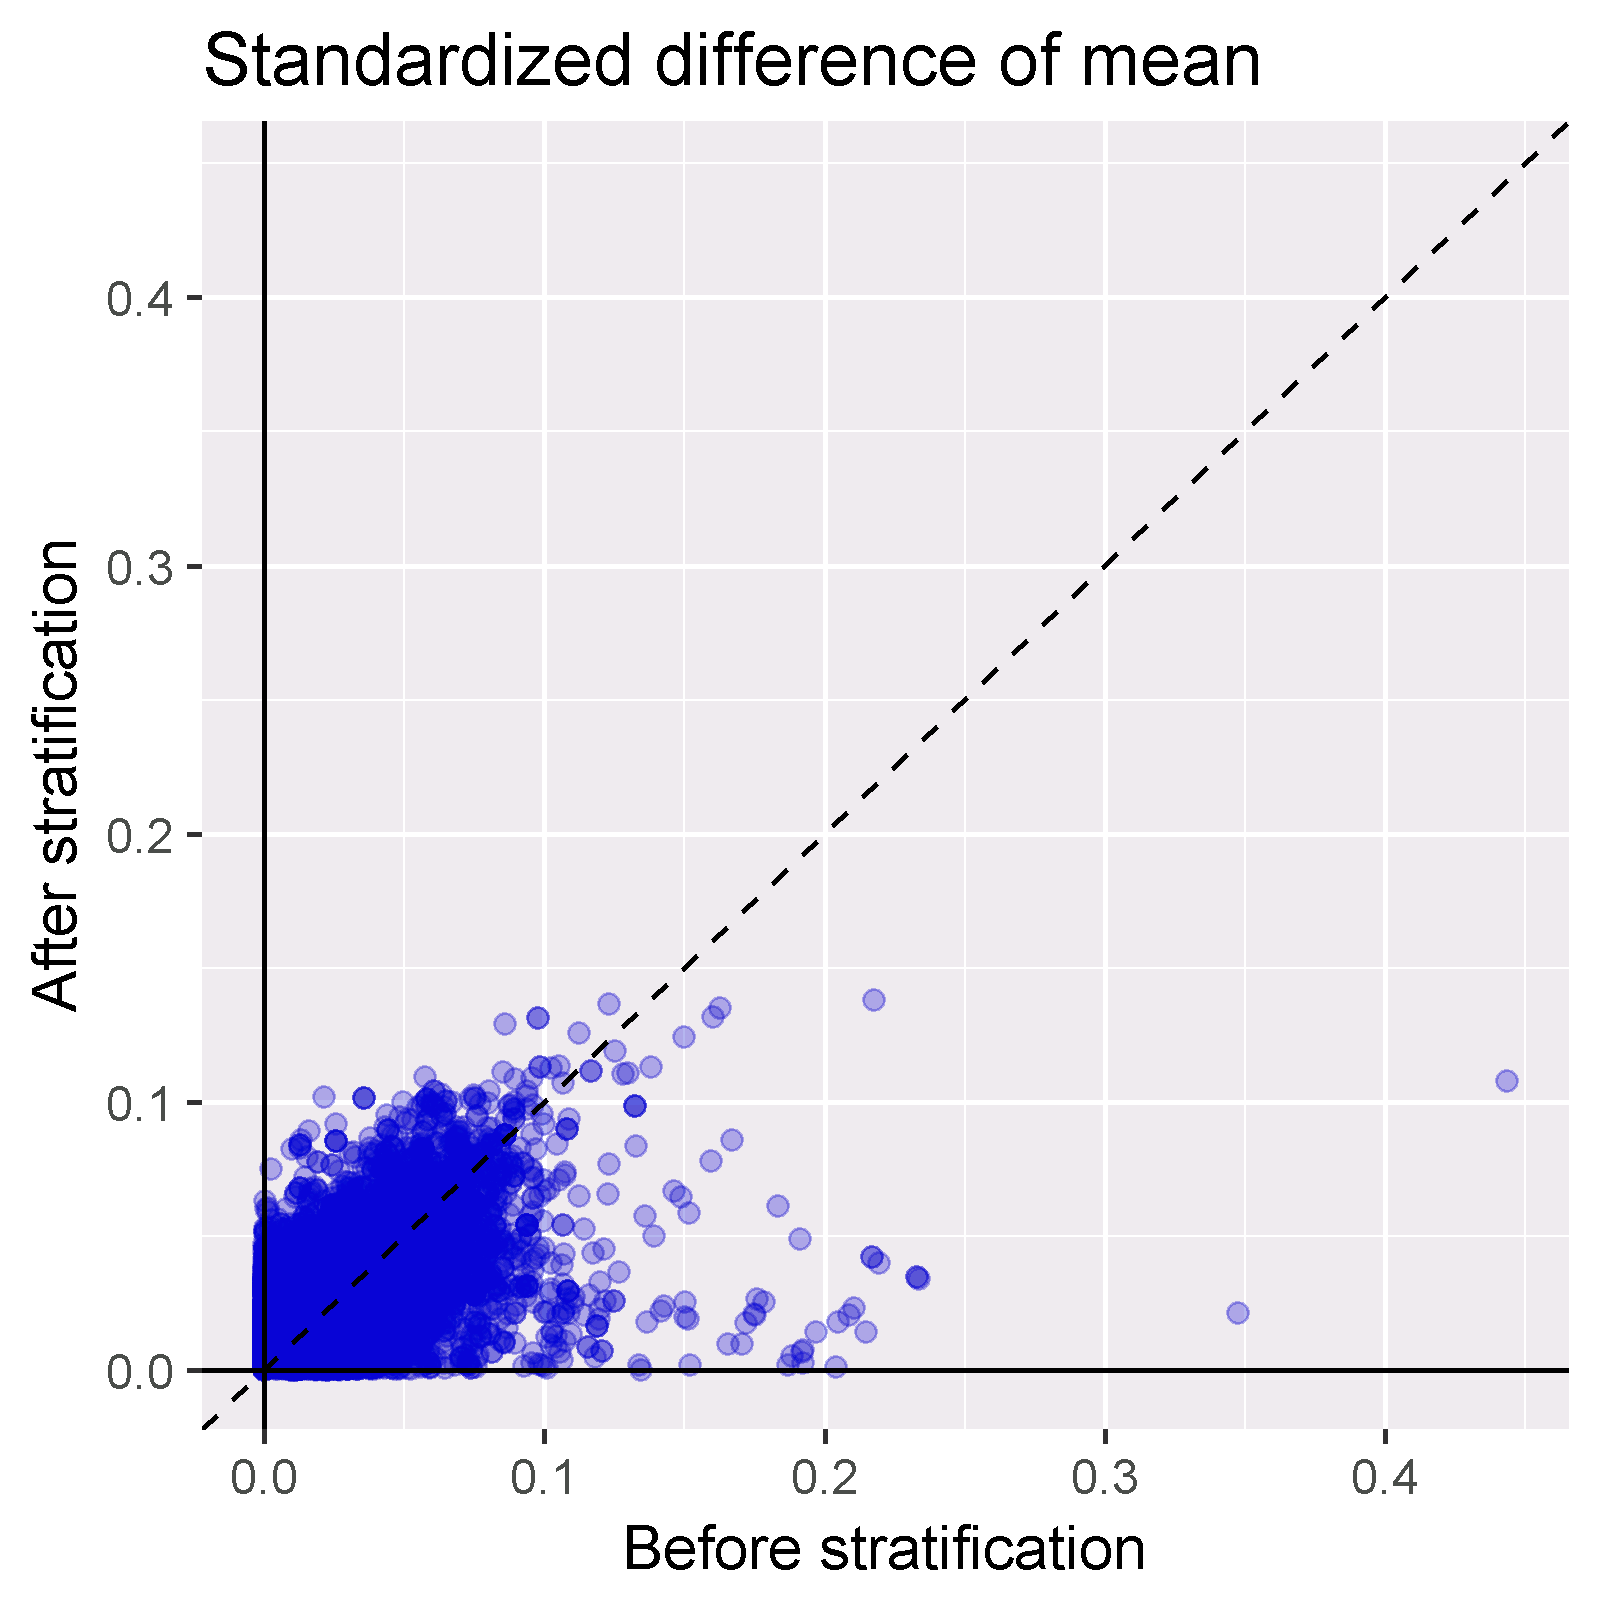 Standardized difference of mean
After stratification
0.4
0.3
0.2
0.1
0.0
0.0 0.1 0.2 0.3 0.4
Before stratification